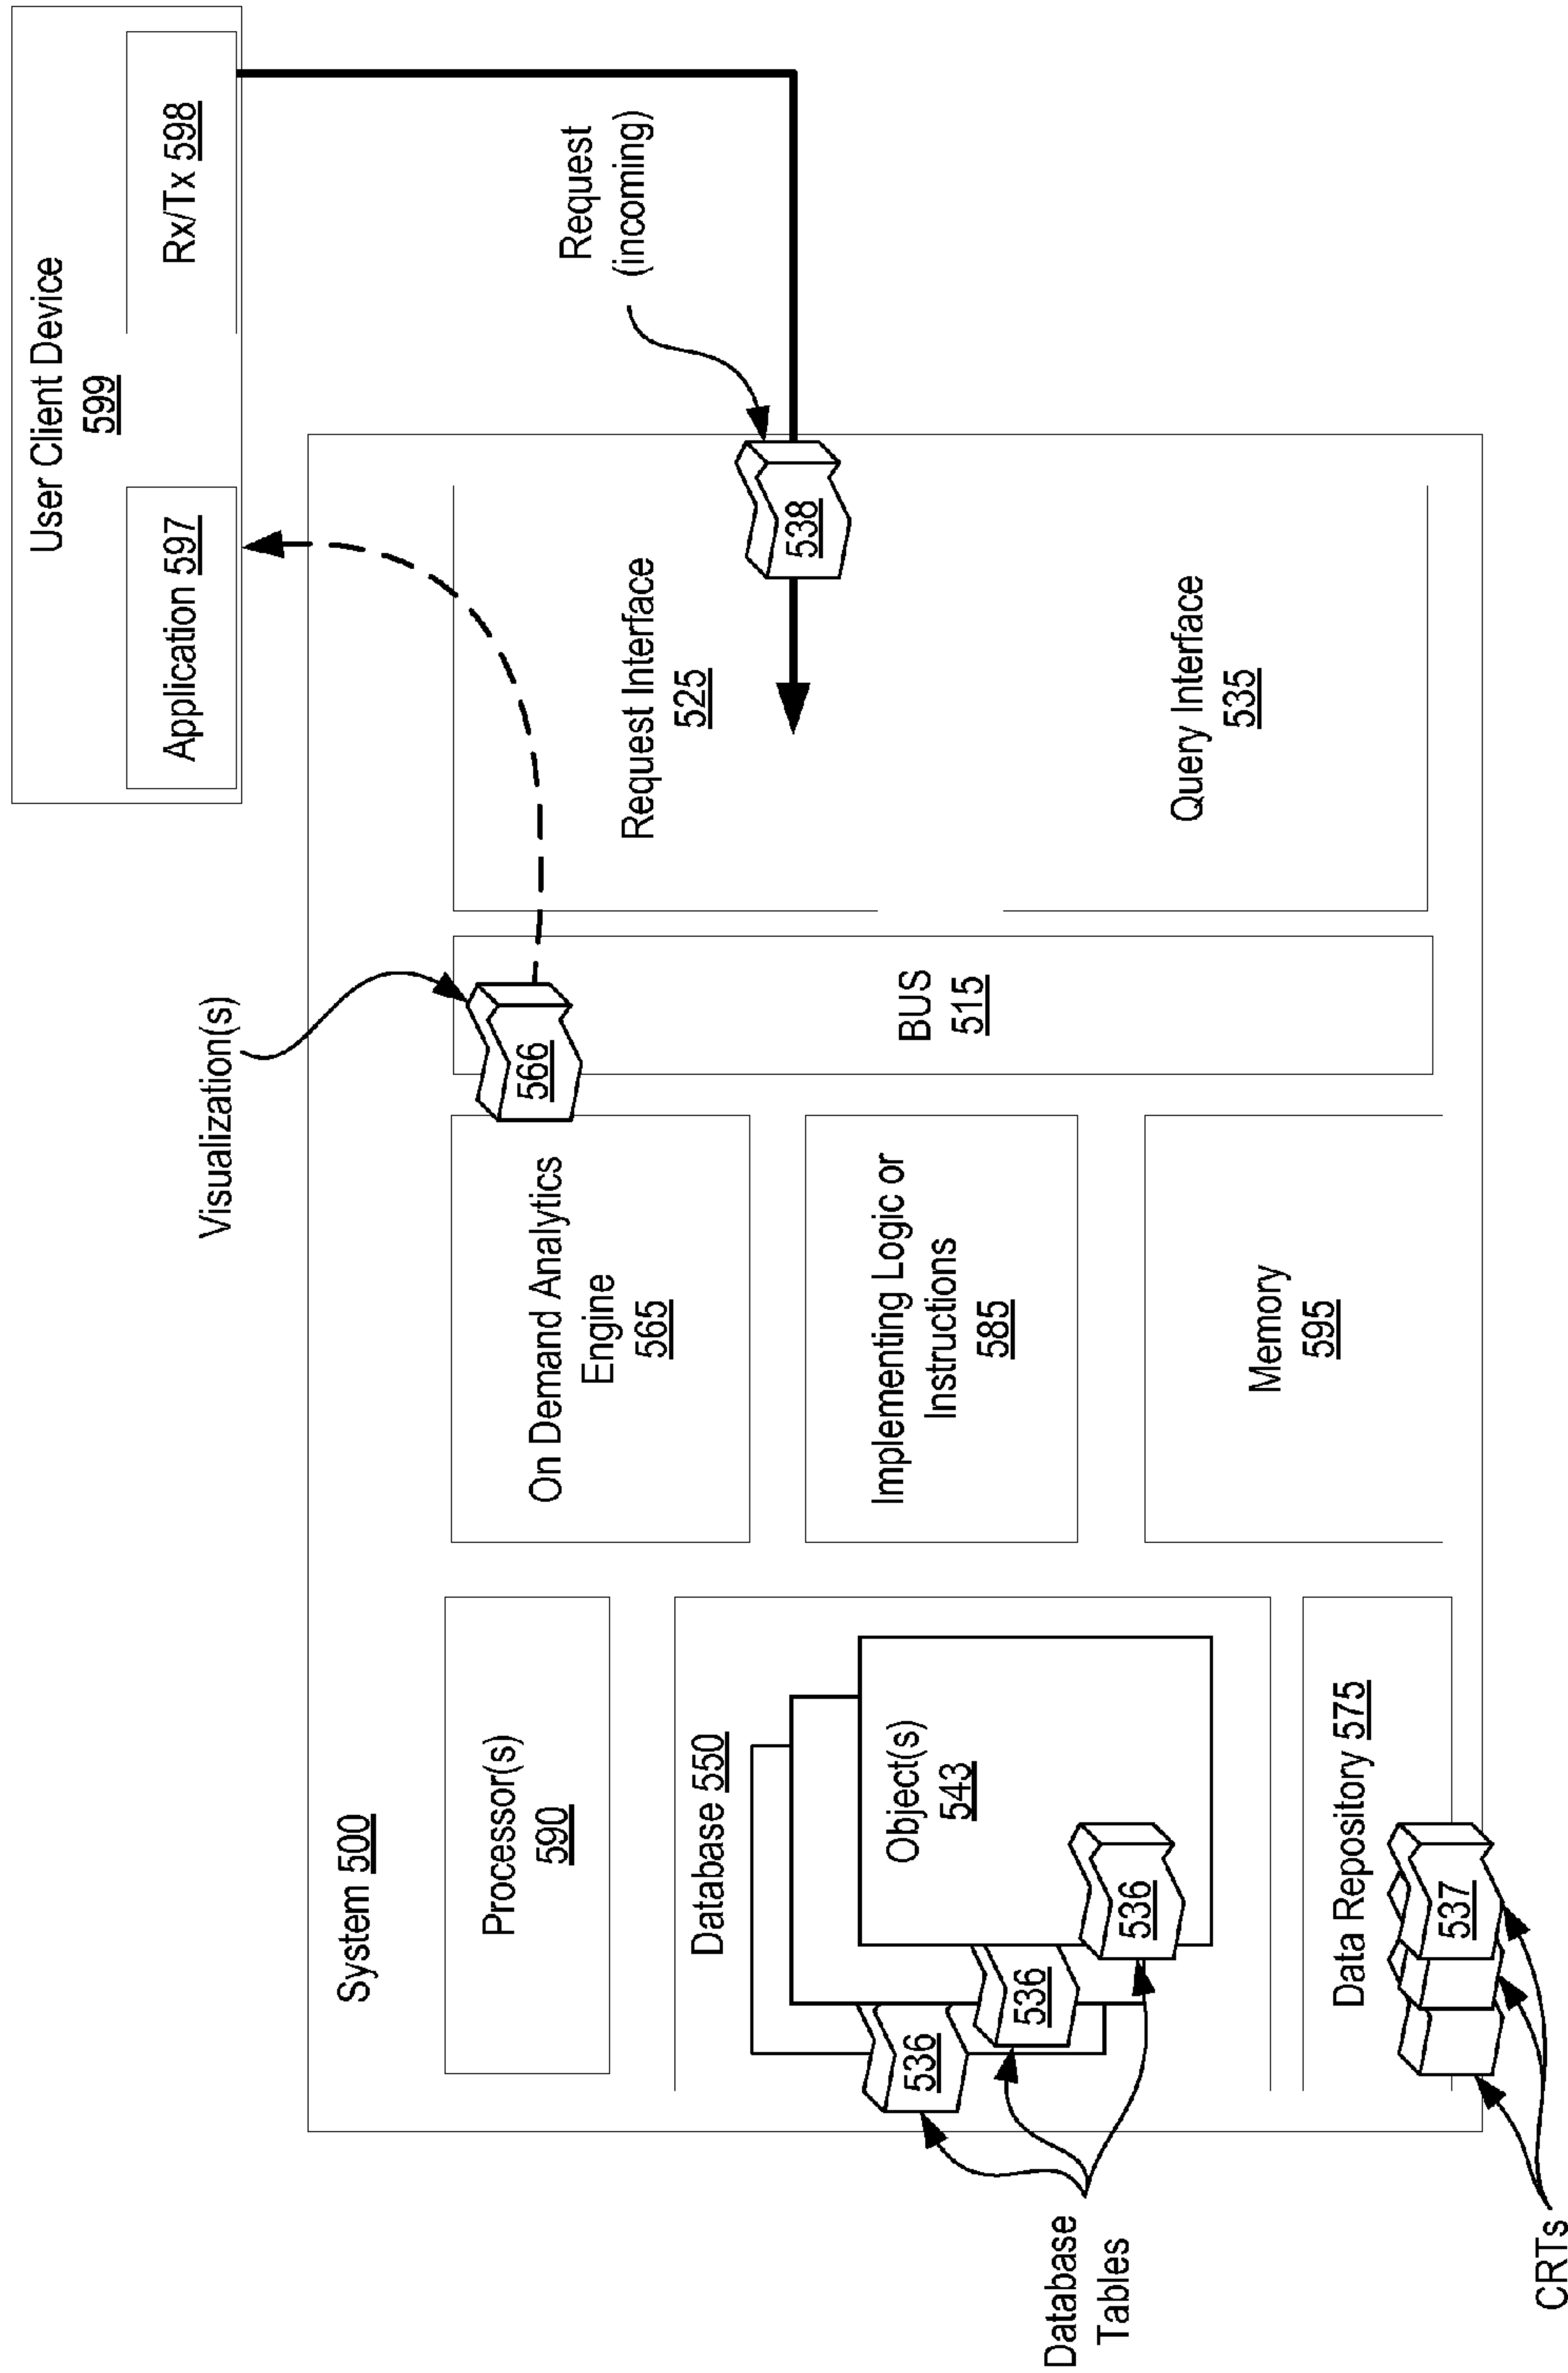 User Client Device
599
Application 597
Rx/Tx 598
Visualization(s)
Request
(incoming)
System 500
Processor(s)
590
On Demand Analytics
Engine
565
566
Request Interface
525
538
Database 550
Object(s)
543
536
536
536
Implementing Logic or
Instructions
585
BUS
515
Memory
595
Query Interface
535
Data Repository 575
537
Database
Tables
CRTs